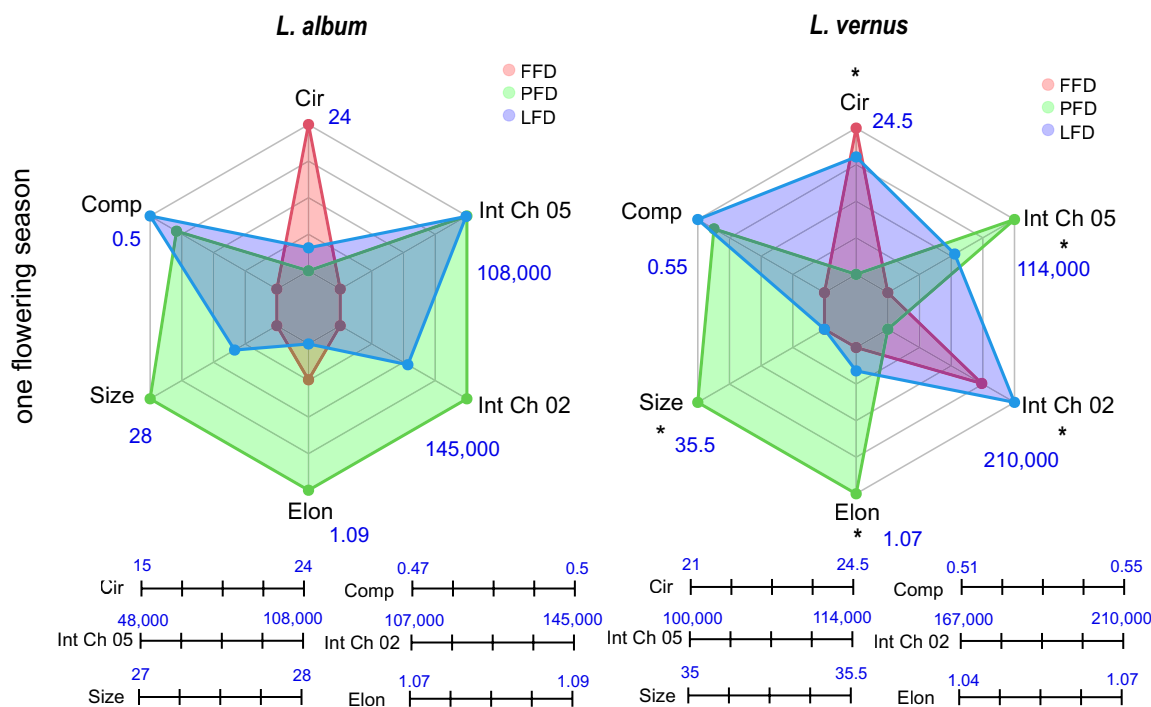 L. album
L. vernus
one flowering season
FFD
PFD
LFD
FFD
PFD
LFD
Cir
24
Comp
0.5
Int Ch 05
108,000
Size
28
Int Ch 02
145,000
Elon
1.09
*
Cir
24.5
Comp
0.55
Int Ch 05
*
114,000
Size
*
35.5
Int Ch 02
*
210,000
Elon
*
1.07
Cir
15
24
Comp
0.47
0.5
Int Ch 05
48,000
108,000
Int Ch 02
107,000
145,000
Size
27
28
Elon
1.07
1.09
Cir
21
24.5
Comp
0.51
0.55
Int Ch 05
100,000
114,000
Int Ch 02
167,000
210,000
Size
35
35.5
Elon
1.04
1.07